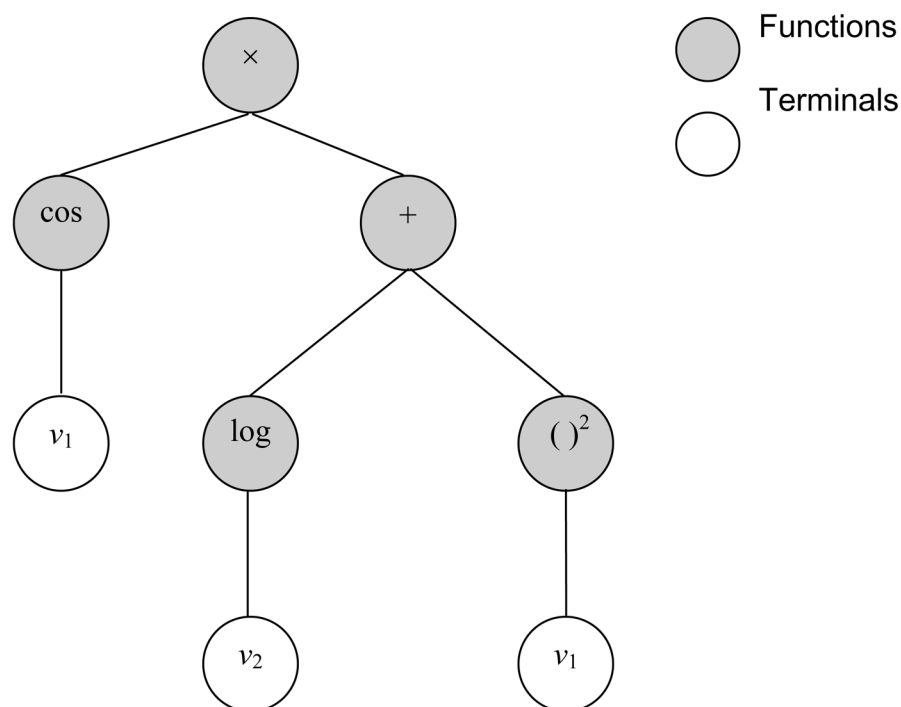 ×
Functions
Terminals
cos
+
v₁
log
( )²
v₂
v₁